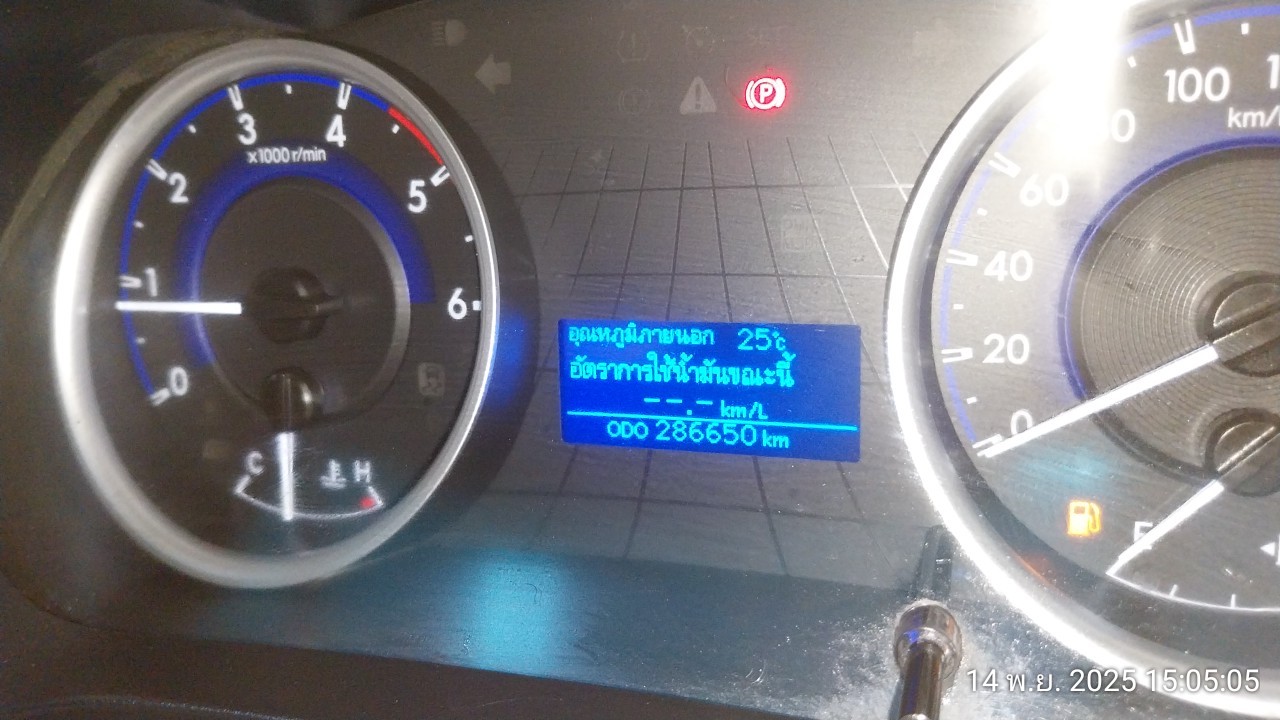 3
4
x1000 r/min
2
5
1
6
0
C
H
P
อุณหภูมิภายนอก 25°c
อัตราการใช้น้ำมันขณะนี้
--.- km/L
ODO 286650 km
100
60
40
20
0
E
14 พ.ย. 2025 15:05:05